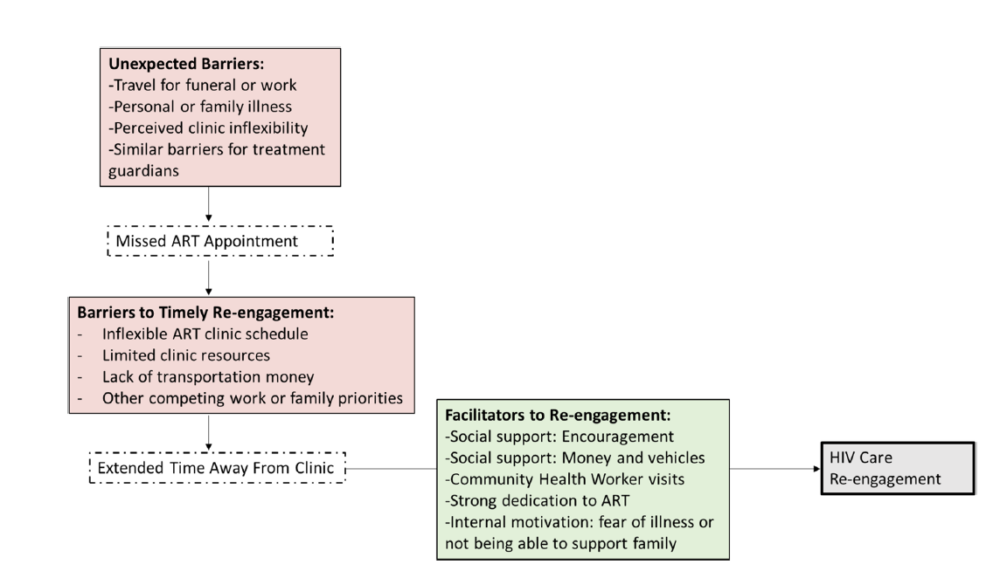 Unexpected Barriers:
-Travel for funeral or work
-Personal or family illness
-Perceived clinic inflexibility
-Similar barriers for treatment
guardians
Missed ART Appointment
Barriers to Timely Re-engagement:
- Inflexible ART clinic schedule
- Limited clinic resources
- Lack of transportation money
- Other competing work or family priorities
Extended Time Away From Clinic
Facilitators to Re-engagement:
-Social support: Encouragement
-Social support: Money and vehicles
-Community Health Worker visits
-Strong dedication to ART
-Internal motivation: fear of illness or
not being able to support family
HIV Care
Re-engagement